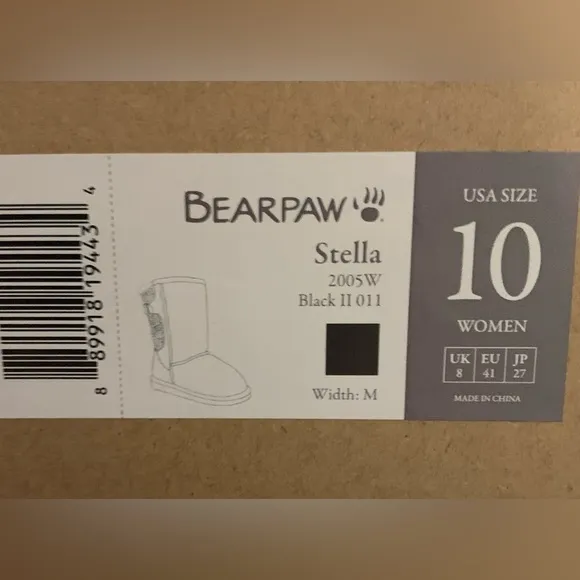 8 89918 19443 4
BEARPAW
Stella
2005W
Black II 011
Width: M
USA SIZE
10
WOMEN
UK EU JP
8 41 27
MADE IN CHINA